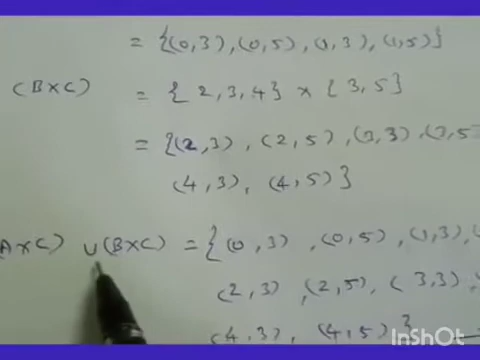 = {(0,3), (0,5), (1,3), (1,5)}
(B×C) = { 2,3,4} × {3,5}
= {(2,3), (2,5), (3,3), (3,5
(4,3), (4,5)}
A×C) ∪ (B×C) = {(0,3), (0,5), (1,3),
(2,3) (2,5), (3,3),
(4,3), (4,5)}
InShOt